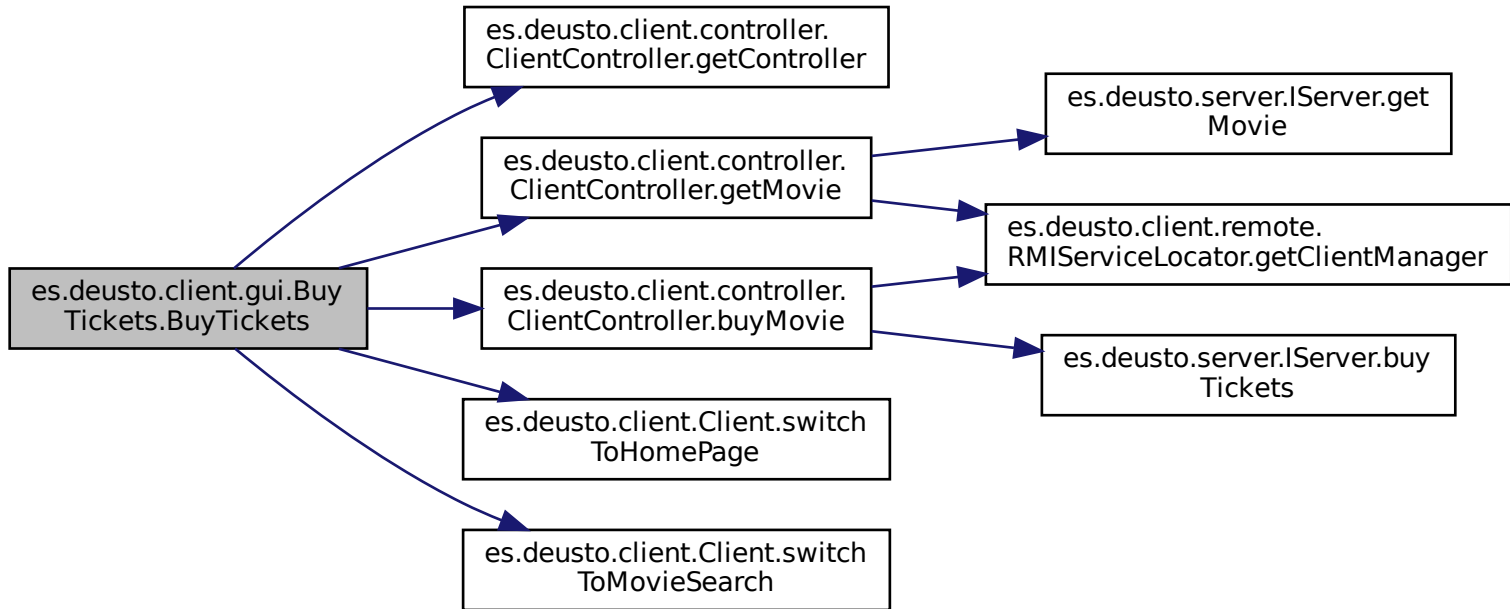 es.deusto.client.controller.
ClientController.getController
es.deusto.server.IServer.get
Movie
es.deusto.client.controller.
ClientController.getMovie
es.deusto.client.remote.
RMIServiceLocator.getClientManager
es.deusto.client.gui.Buy
Tickets.BuyTickets
es.deusto.client.controller.
ClientController.buyMovie
es.deusto.server.IServer.buy
Tickets
es.deusto.client.Client.switch
ToHomePage
es.deusto.client.Client.switch
ToMovieSearch